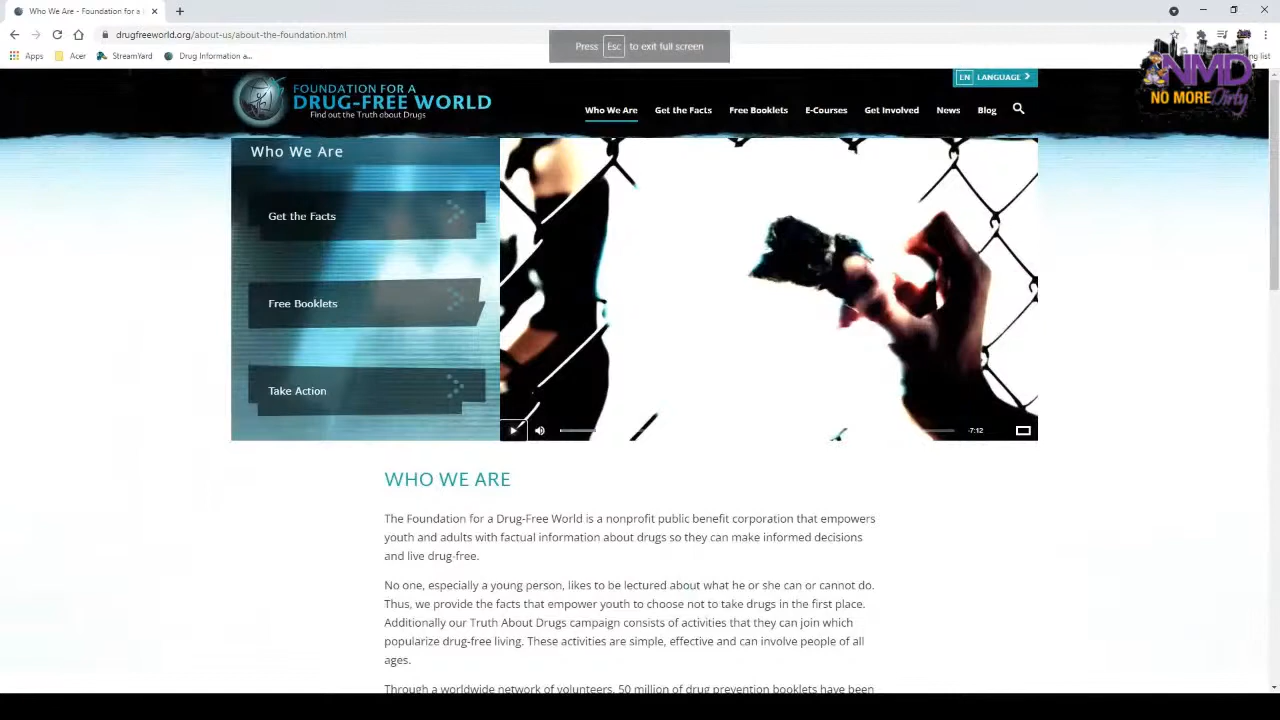 Who We Are - About
drugfreeworld.org/about-us/about-the-foundation.html
Press Esc to exit full screen
Apps
Acer
StreamYard
Drug Information a...
NMD
NO MORE Dirty
FOUNDATION FOR A
DRUG-FREE WORLD
Find out the Truth about Drugs
EN LANGUAGE
Who We Are
Get the Facts
Free Booklets
E-Courses
Get Involved
News
Blog
Who We Are
Get the Facts
Free Booklets
Take Action
-7:12
WHO WE ARE
The Foundation for a Drug-Free World is a nonprofit public benefit corporation that empowers
youth and adults with factual information about drugs so they can make informed decisions
and live drug-free.
No one, especially a young person, likes to be lectured about what he or she can or cannot do.
Thus, we provide the facts that empower youth to choose not to take drugs in the first place.
Additionally our Truth About Drugs campaign consists of activities that they can join which
popularize drug-free living. These activities are simple, effective and can involve people of all
ages.
Through a worldwide network of volunteers, 50 million of drug prevention booklets have been